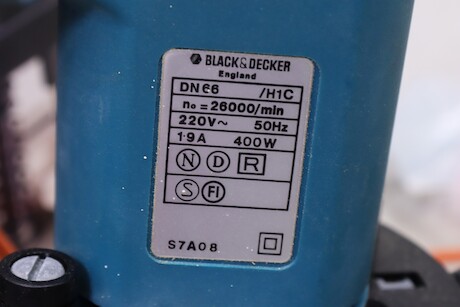 BLACK&DECKER
England
DN66 /H1C
no = 26000/min
220V~ 50Hz
1·9A 400W
N D R
S FI
S7A08